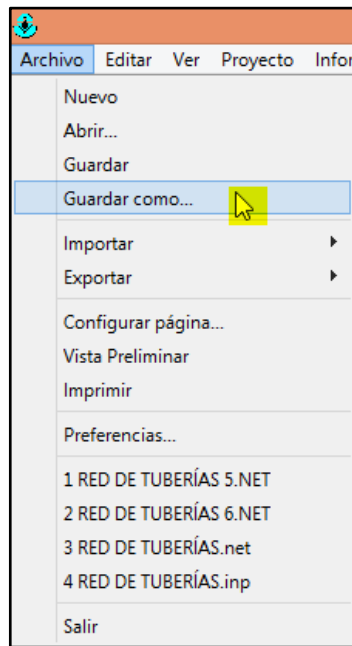 Archivo Editar Ver Proyecto Infor
Nuevo
Abrir...
Guardar
Guardar como...
Importar
Exportar
Configurar página...
Vista Preliminar
Imprimir
Preferencias...
1 RED DE TUBERÍAS 5.NET
2 RED DE TUBERÍAS 6.NET
3 RED DE TUBERÍAS.net
4 RED DE TUBERÍAS.inp
Salir